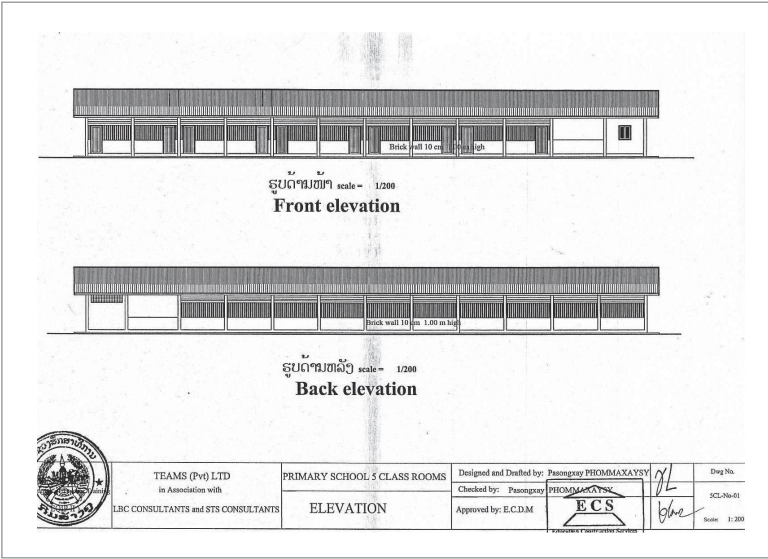 Brick wall 10 cm 1.00 m high
ຮູບດ້ານໜ້າ scale = 1/200
Front elevation
Brick wall 10 cm 1.00 m high
ຮູບດ້ານຫລັງ scale = 1/200
Back elevation
TEAMS (Pvt) LTD
in Association with
LBC CONSULTANTS and STS CONSULTANTS
PRIMARY SCHOOL 5 CLASS ROOMS
ELEVATION
Designed and Drafted by: Pasongxay PHOMMAXAYSY
Checked by: Pasongxay PHOMMAXAYSY
Approved by: E.C.D.M
ECS
Education Construction Services
Dwg No.
5CL-No-01
Scale: 1: 200